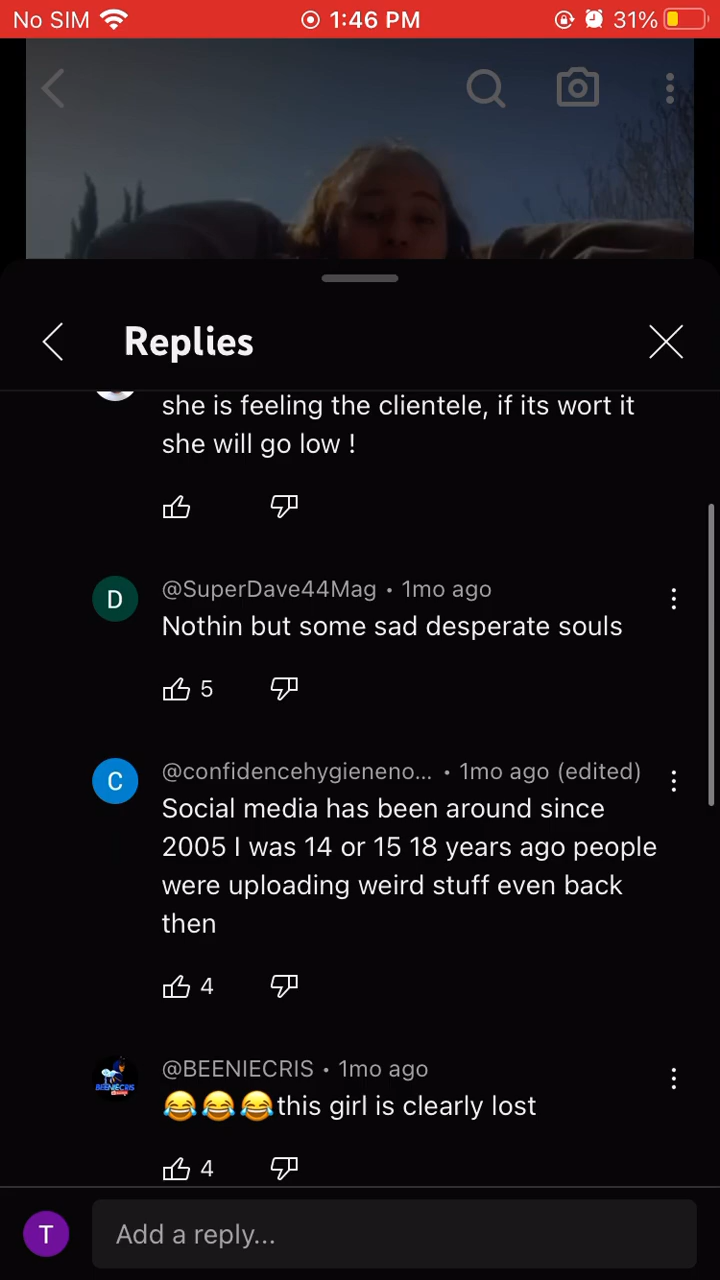 No SIM 1:46 PM 31%
Replies
she is feeling the clientele, if its wort it
she will go low !
D @SuperDave44Mag • 1mo ago
Nothin but some sad desperate souls
5
C @confidencehygieneno... • 1mo ago (edited)
Social media has been around since
2005 I was 14 or 15 18 years ago people
were uploading weird stuff even back
then
4
BEENIECRIS @BEENIECRIS • 1mo ago
😂😂😂this girl is clearly lost
4
T Add a reply...